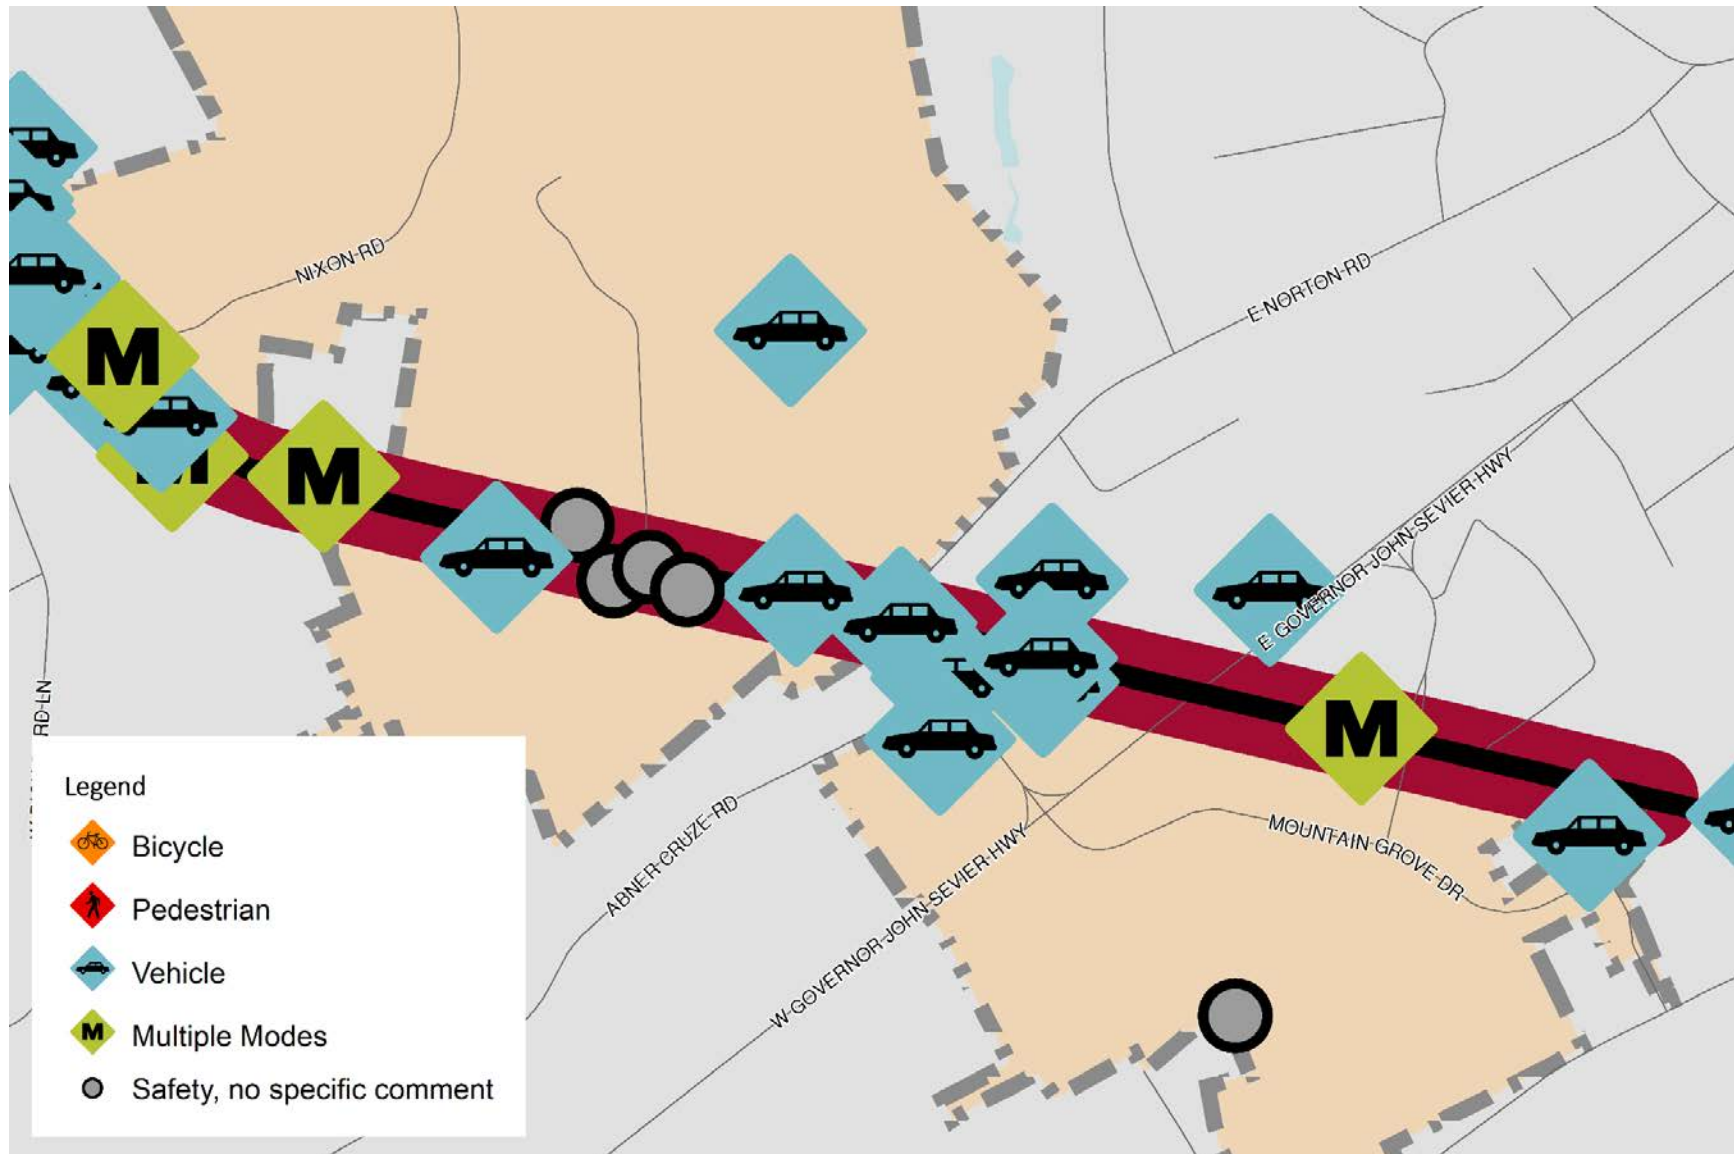 NIXON RD
E NORTON RD
E GOVERNOR JOHN SEVIER HWY
M
M
M
M
RD LN
ABNER CRUZE RD
W GOVERNOR JOHN SEVIER HWY
MOUNTAIN GROVE DR
Legend
Bicycle
Pedestrian
Vehicle
M Multiple Modes
Safety, no specific comment